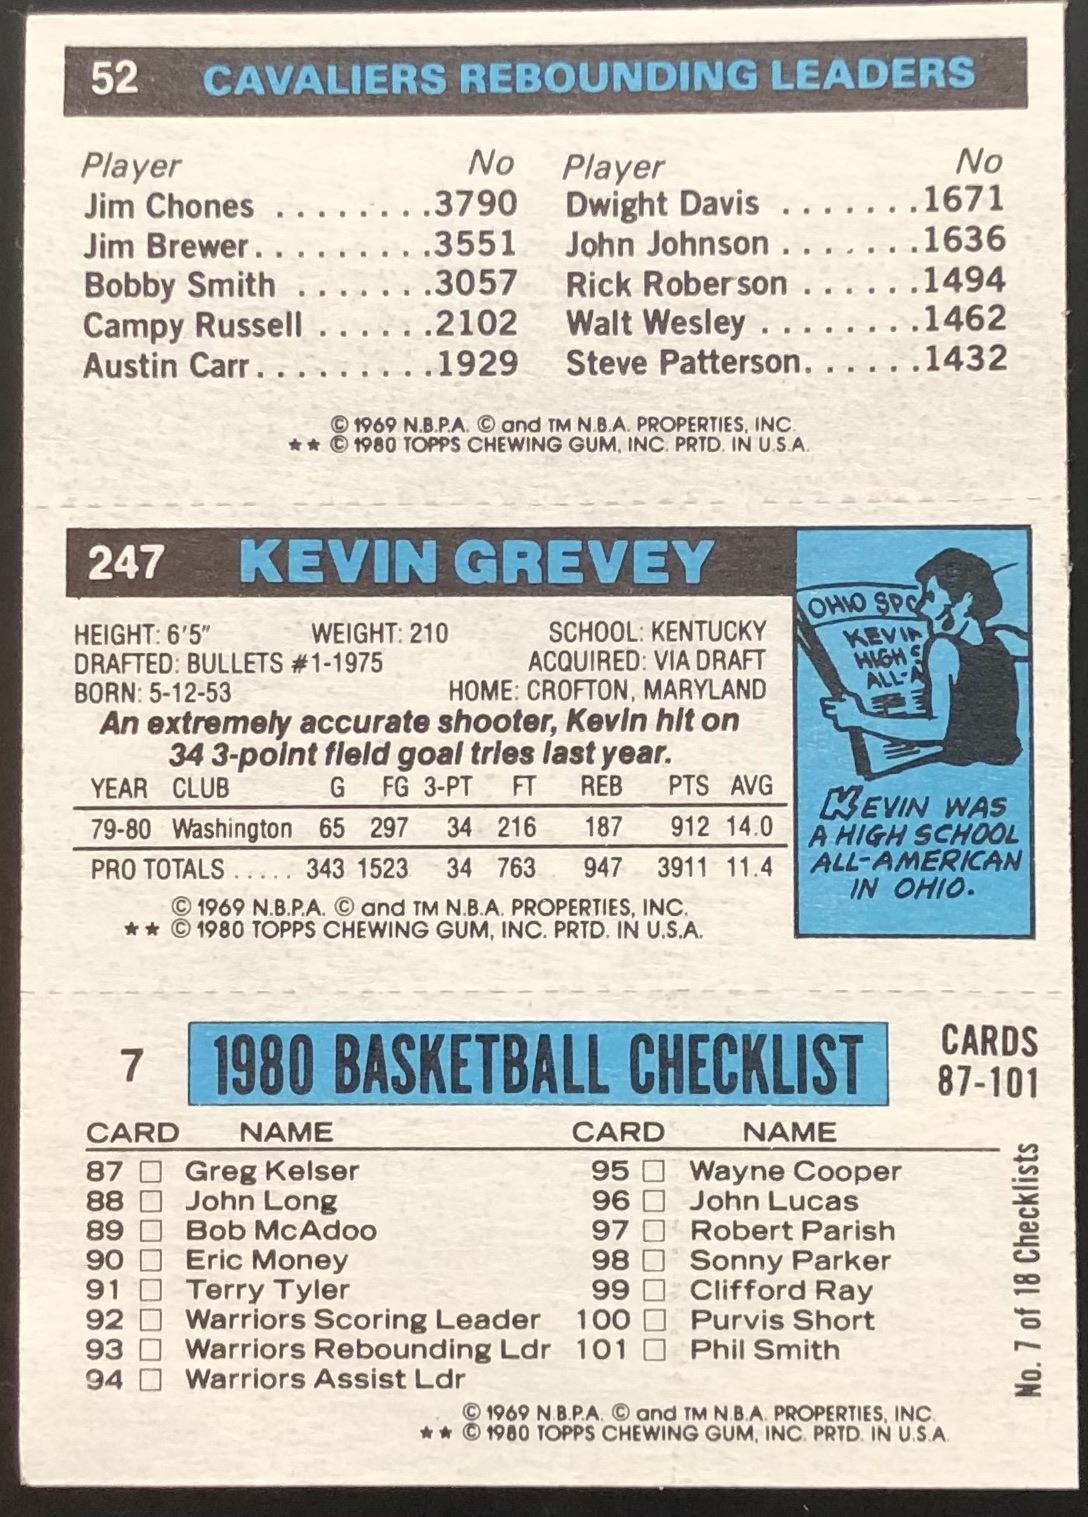 52 CAVALIERS REBOUNDING LEADERS
Player No Player No
Jim Chones ........3790 Dwight Davis .......1671
Jim Brewer.........3551 John Johnson .......1636
Bobby Smith .......3057 Rick Roberson ......1494
Campy Russell ......2102 Walt Wesley ........1462
Austin Carr.........1929 Steve Patterson......1432
© 1969 N.B.P.A. © and TM N.B.A. PROPERTIES, INC.
★★ © 1980 TOPPS CHEWING GUM, INC. PRTD. IN U.S.A.
247 KEVIN GREVEY
HEIGHT: 6'5" WEIGHT: 210 SCHOOL: KENTUCKY
DRAFTED: BULLETS #1-1975 ACQUIRED: VIA DRAFT
BORN: 5-12-53 HOME: CROFTON, MARYLAND
An extremely accurate shooter, Kevin hit on
34 3-point field goal tries last year.
YEAR CLUB G FG 3-PT FT REB PTS AVG
79-80 Washington 65 297 34 216 187 912 14.0
PRO TOTALS ..... 343 1523 34 763 947 3911 11.4
© 1969 N.B.P.A. © and TM N.B.A. PROPERTIES, INC.
★★ © 1980 TOPPS CHEWING GUM, INC. PRTD. IN U.S.A.
OHIO SPO
KEVIN
HIGH S
ALL-A
KEVIN WAS
A HIGH SCHOOL
ALL-AMERICAN
IN OHIO.
7 1980 BASKETBALL CHECKLIST CARDS
87-101
CARD NAME CARD NAME
87 □ Greg Kelser 95 □ Wayne Cooper
88 □ John Long 96 □ John Lucas
89 □ Bob McAdoo 97 □ Robert Parish
90 □ Eric Money 98 □ Sonny Parker
91 □ Terry Tyler 99 □ Clifford Ray
92 □ Warriors Scoring Leader 100 □ Purvis Short
93 □ Warriors Rebounding Ldr 101 □ Phil Smith
94 □ Warriors Assist Ldr
No. 7 of 18 Checklists
© 1969 N.B.P.A. © and TM N.B.A. PROPERTIES, INC.
★★ © 1980 TOPPS CHEWING GUM, INC. PRTD. IN U.S.A.